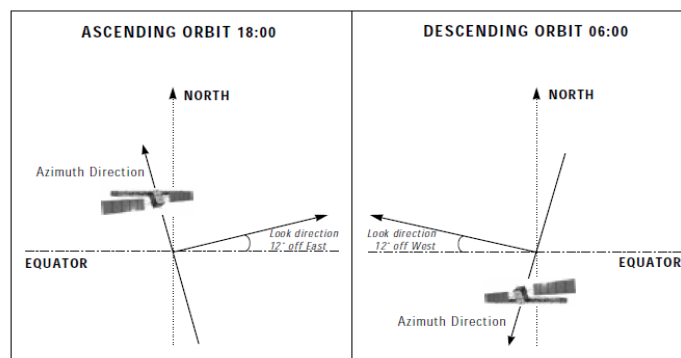 ASCENDING ORBIT 18:00
NORTH
Azimuth Direction
Look direction
12° off East
EQUATOR
DESCENDING ORBIT 06:00
NORTH
Look direction
12° off West
EQUATOR
Azimuth Direction